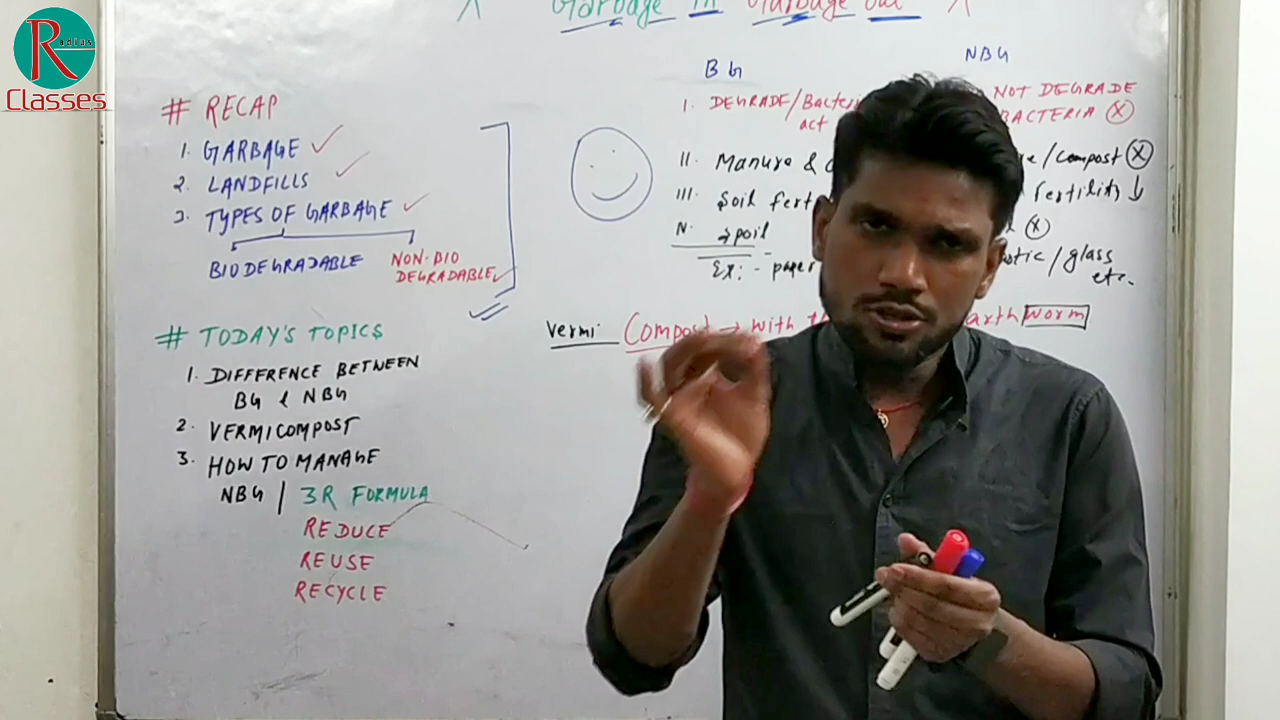 Radius
Classes
Garbage in Garbage out
# RECAP
1. GARBAGE
2. LANDFILLS
3. TYPES OF GARBAGE
BIODEGRADABLE
NON-BIO
DEGRADABLE
# TODAY'S TOPICS
1. DIFFERENCE BETWEEN
BG & NBG
2. VERMICOMPOST
3. HOW TO MANAGE
NBG / 3R FORMULA
REDUCE
REUSE
RECYCLE
BG
I. DEGRADE/Bacteri
act
II. Manure &
III. Soil fert
IV. spoil
Ex:- paper
NBG
NOT DEGRADE
BACTERIA X
/compost X
fertility ↓
X
/glass
etc.
Vermi Compost → with
worm